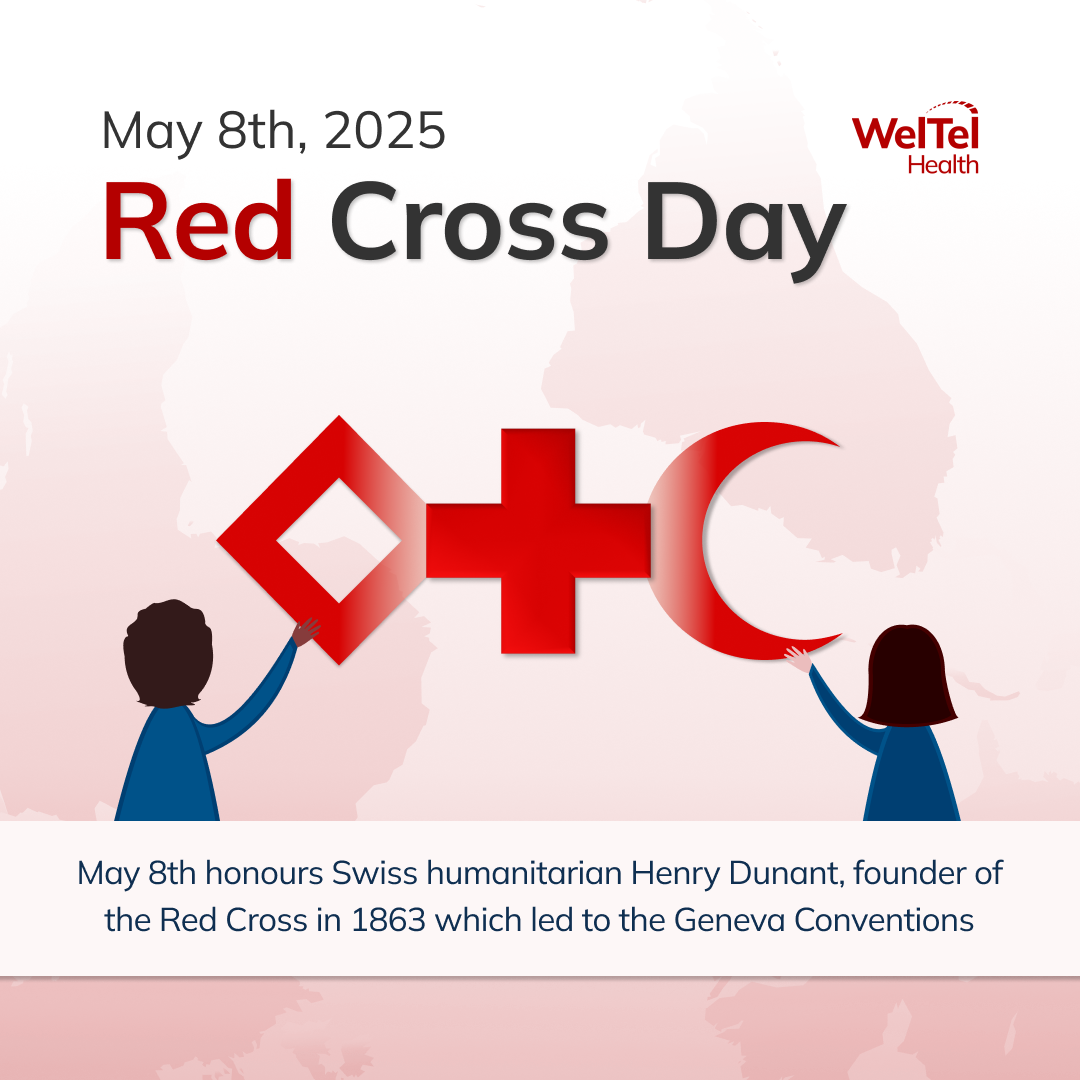 May 8th, 2025
WelTel
Health
Red Cross Day
May 8th honours Swiss humanitarian Henry Dunant, founder of
the Red Cross in 1863 which led to the Geneva Conventions